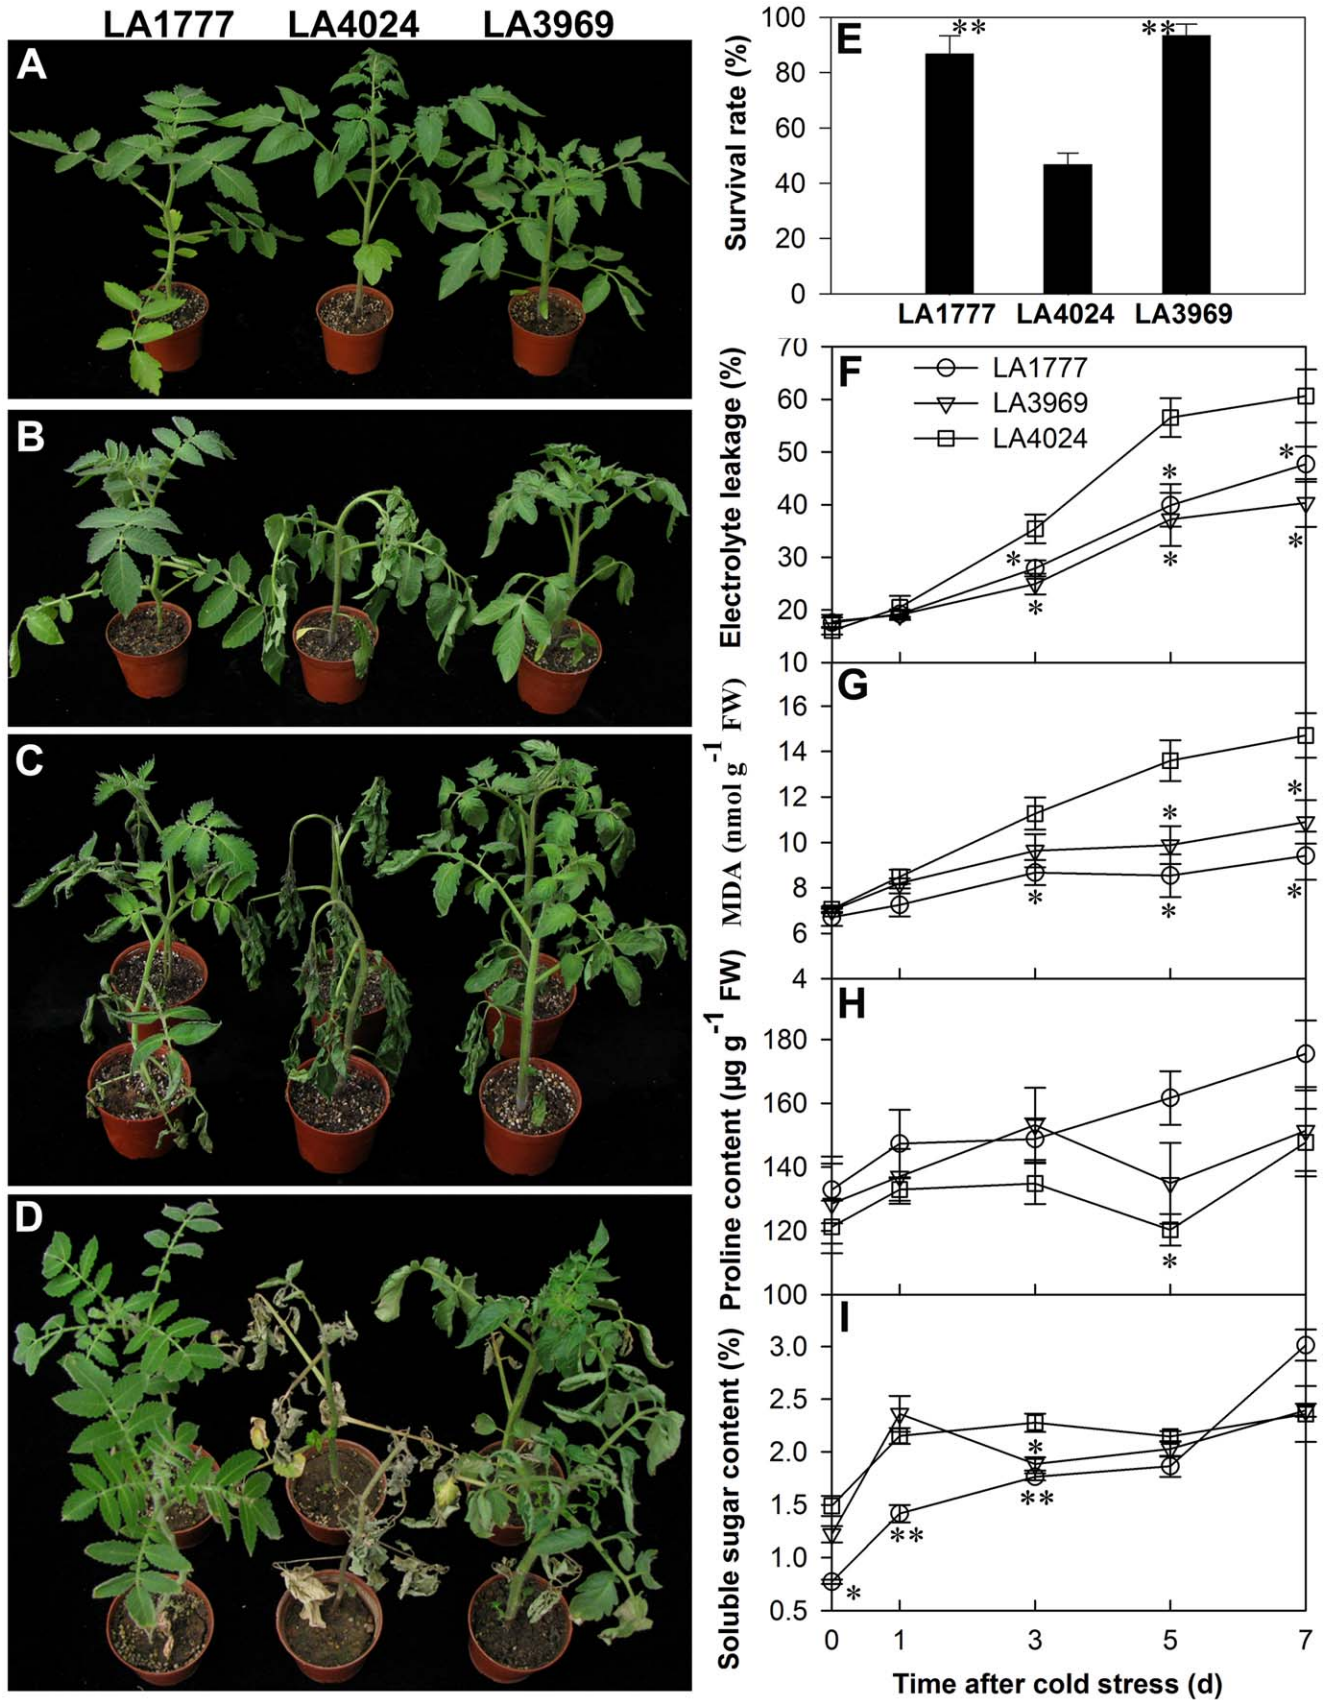 LA1777 LA4024 LA3969
A
B
C
D
E
Survival rate (%)
100
80
60
40
20
0
** **
LA1777 LA4024 LA3969
F
Electrolyte leakage (%)
70
60
50
40
30
20
10
LA1777
LA3969
LA4024
* * *
* * *
G
MDA (nmol g-1 FW)
16
14
12
10
8
6
4
* *
* * *
H
Proline content (µg g-1 FW)
180
160
140
120
100
*
I
Soluble sugar content (%)
3.0
2.5
2.0
1.5
1.0
0.5
*
**
**
*
0 1 3 5 7
Time after cold stress (d)